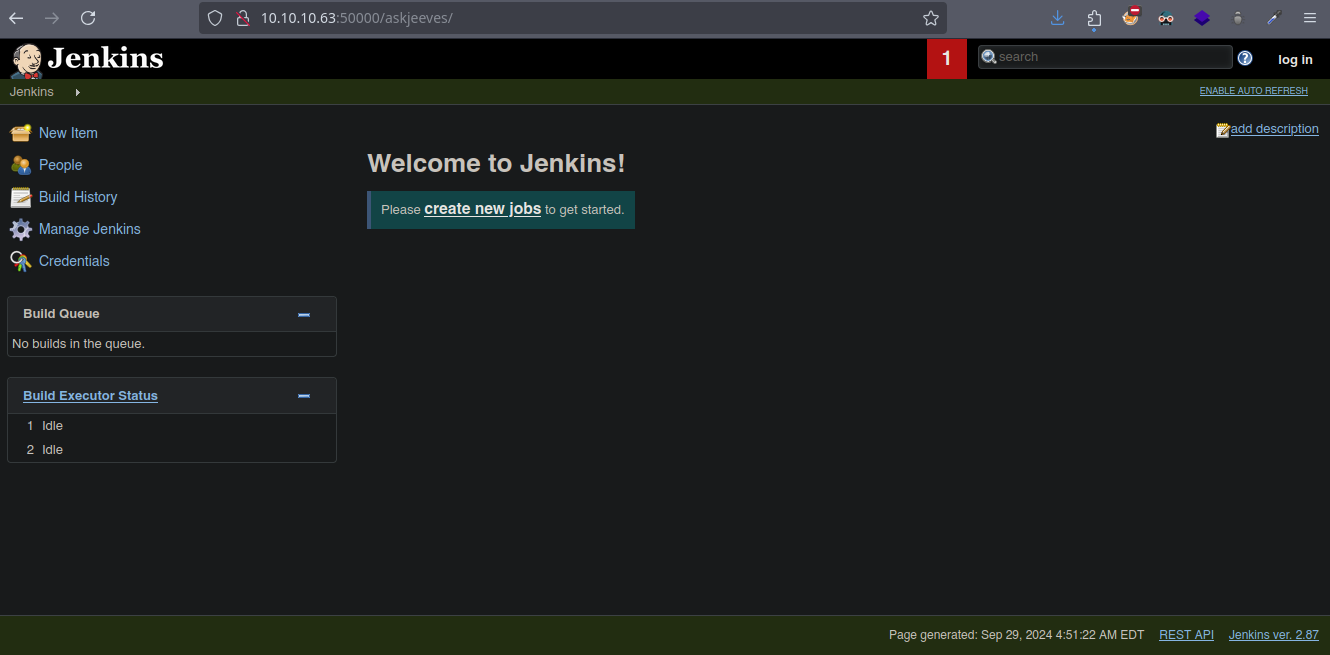 10.10.10.63:50000/askjeeves/
Jenkins
1
search
log in
Jenkins
ENABLE AUTO REFRESH
New Item
People
Build History
Manage Jenkins
Credentials
add description
Welcome to Jenkins!
Please create new jobs to get started.
Build Queue
No builds in the queue.
Build Executor Status
1 Idle
2 Idle
Page generated: Sep 29, 2024 4:51:22 AM EDT REST API Jenkins ver. 2.87